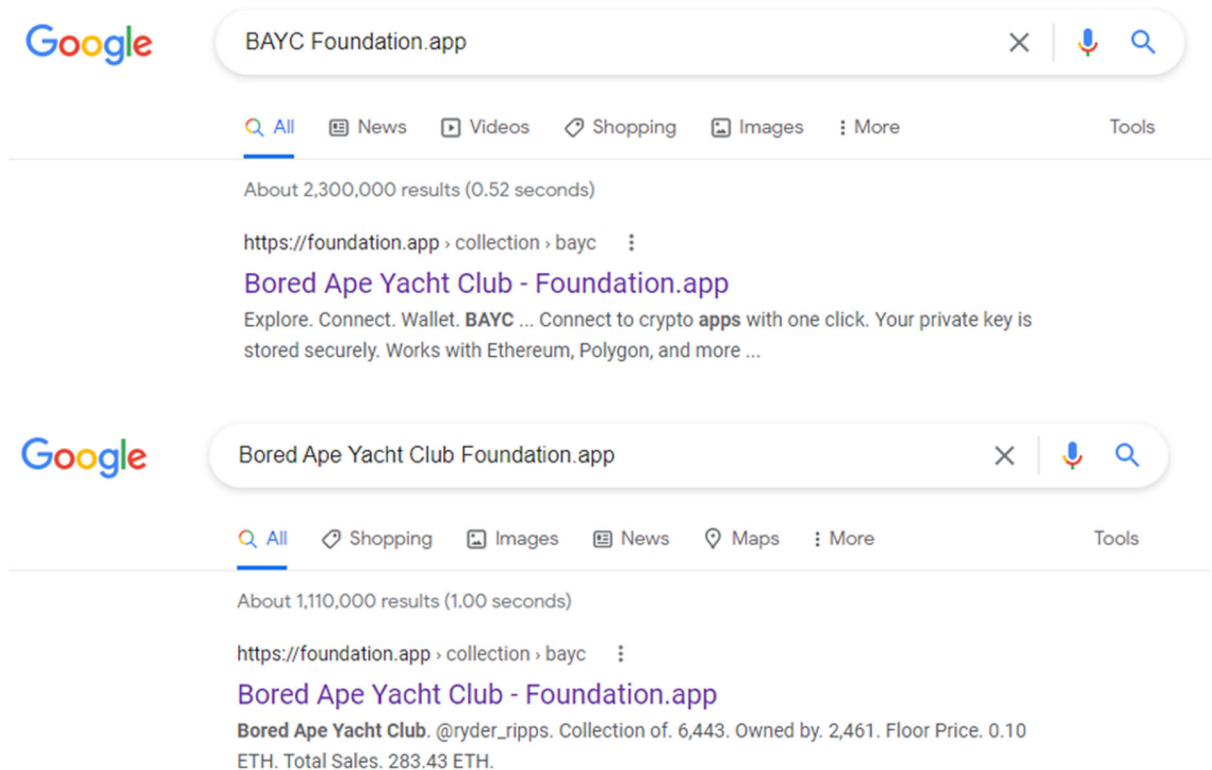 Google BAYC Foundation.app
All News Videos Shopping Images More Tools
About 2,300,000 results (0.52 seconds)
https://foundation.app › collection › bayc
Bored Ape Yacht Club - Foundation.app
Explore. Connect. Wallet. BAYC ... Connect to crypto apps with one click. Your private key is
stored securely. Works with Ethereum, Polygon, and more ...
Google Bored Ape Yacht Club Foundation.app
All Shopping Images News Maps More Tools
About 1,110,000 results (1.00 seconds)
https://foundation.app › collection › bayc
Bored Ape Yacht Club - Foundation.app
Bored Ape Yacht Club. @ryder_ripps. Collection of. 6,443. Owned by. 2,461. Floor Price. 0.10
ETH. Total Sales. 283.43 ETH.